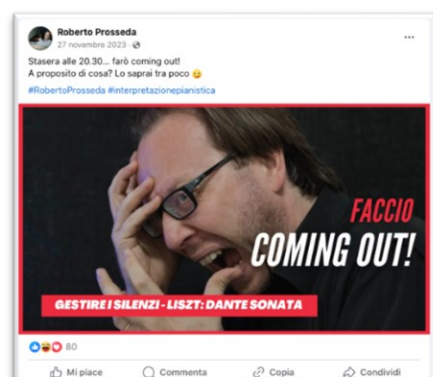 Roberto Prosseda
27 novembre 2023 ·
Stasera alle 20.30... farò coming out!
A proposito di cosa? Lo saprai tra poco 😊
#RobertoProsseda #interpretazionepianistica
FACCIO
COMING OUT!
GESTIRE I SILENZI - LISZT: DANTE SONATA
80
Mi piace
Commenta
Copia
Condividi